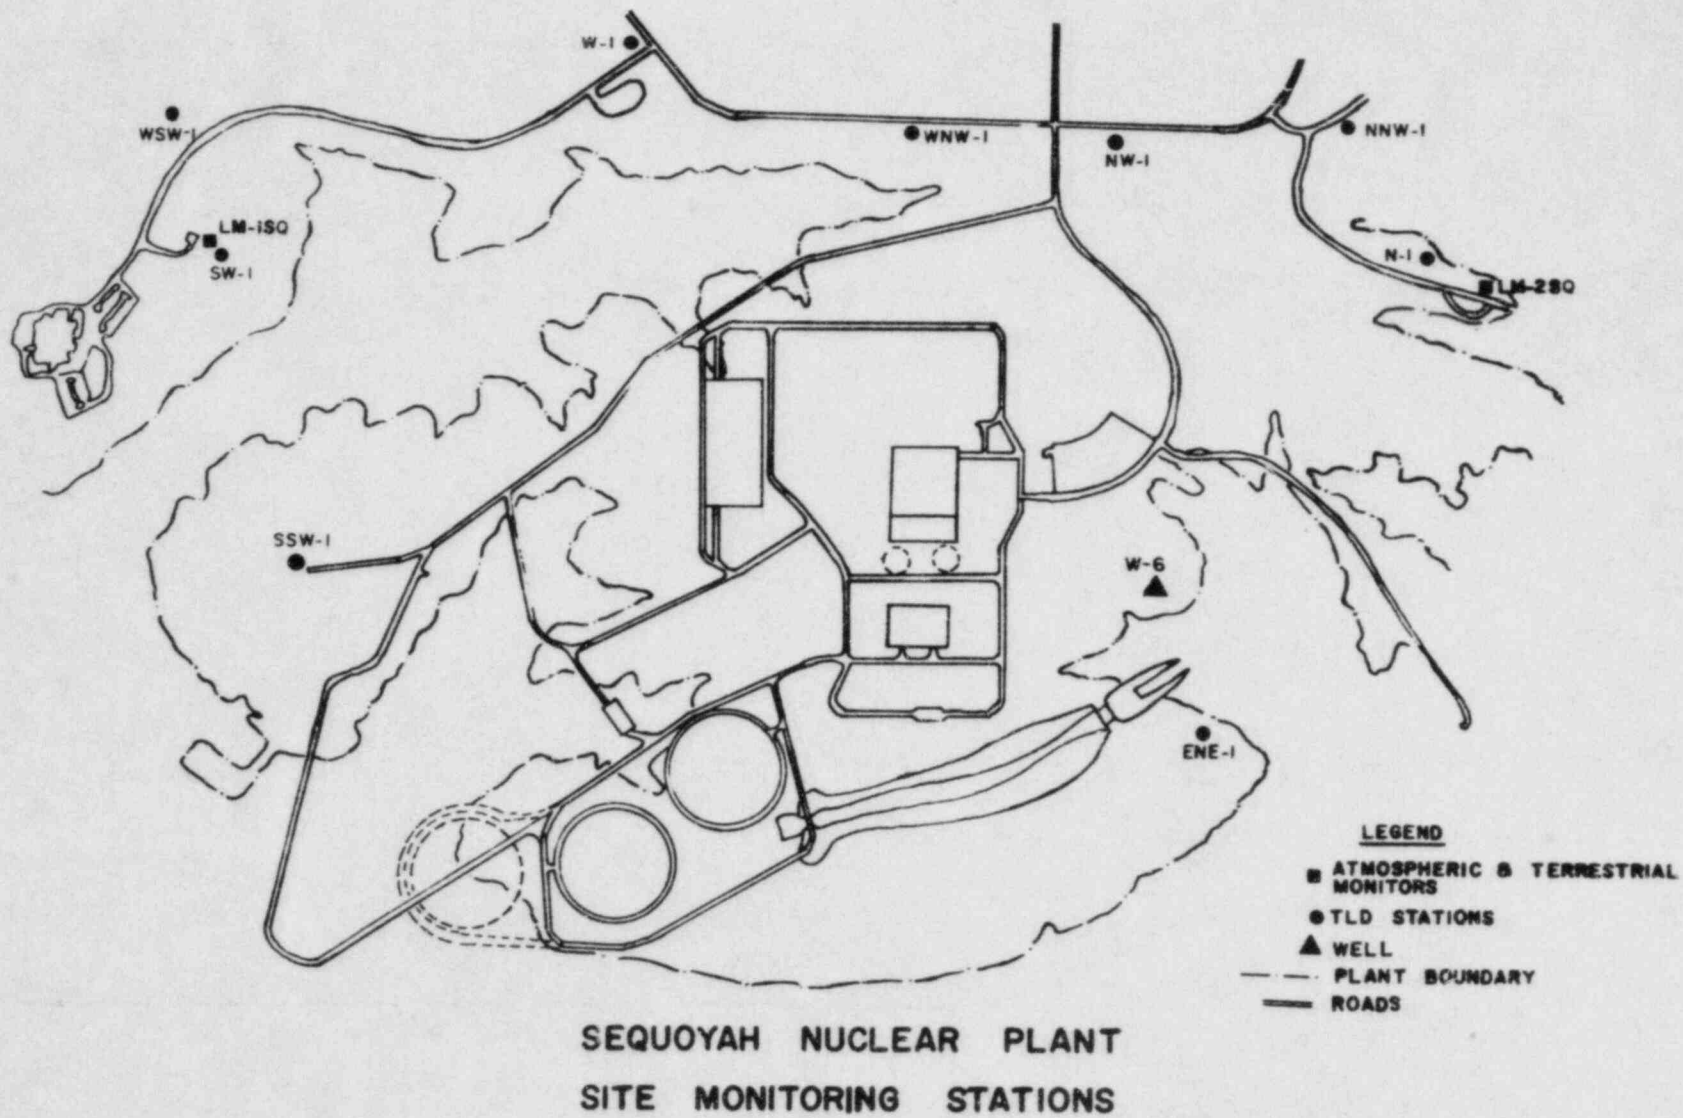 W-1
WSW-1
WNW-1
NW-1
NNW-1
LM-1SQ
SW-1
N-1
LM-2SQ
SSW-1
W-6
ENE-1
LEGEND
ATMOSPHERIC & TERRESTRIAL
MONITORS
TLD STATIONS
WELL
PLANT BOUNDARY
ROADS
SEQUOYAH NUCLEAR PLANT
SITE MONITORING STATIONS